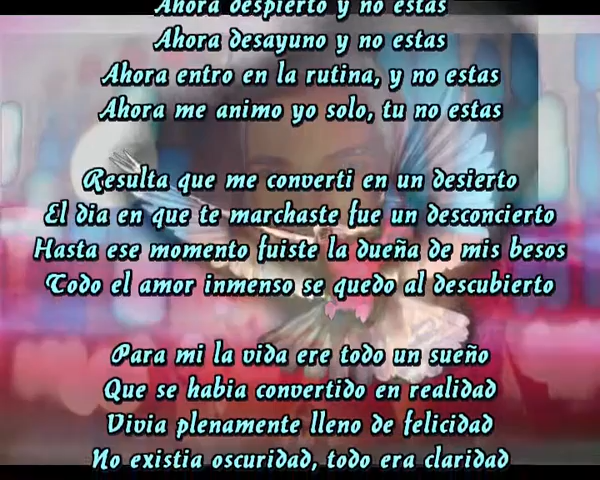 Ahora despierto y no estas
Ahora desayuno y no estas
Ahora entro en la rutina, y no estas
Ahora me animo yo solo, tu no estas
Resulta que me converti en un desierto
El dia en que te marchaste fue un desconcierto
Hasta ese momento fuiste la dueña de mis besos
Todo el amor inmenso se quedo al descubierto
Para mi la vida ere todo un sueño
Que se habia convertido en realidad
Vivia plenamente lleno de felicidad
No existia oscuridad, todo era claridad